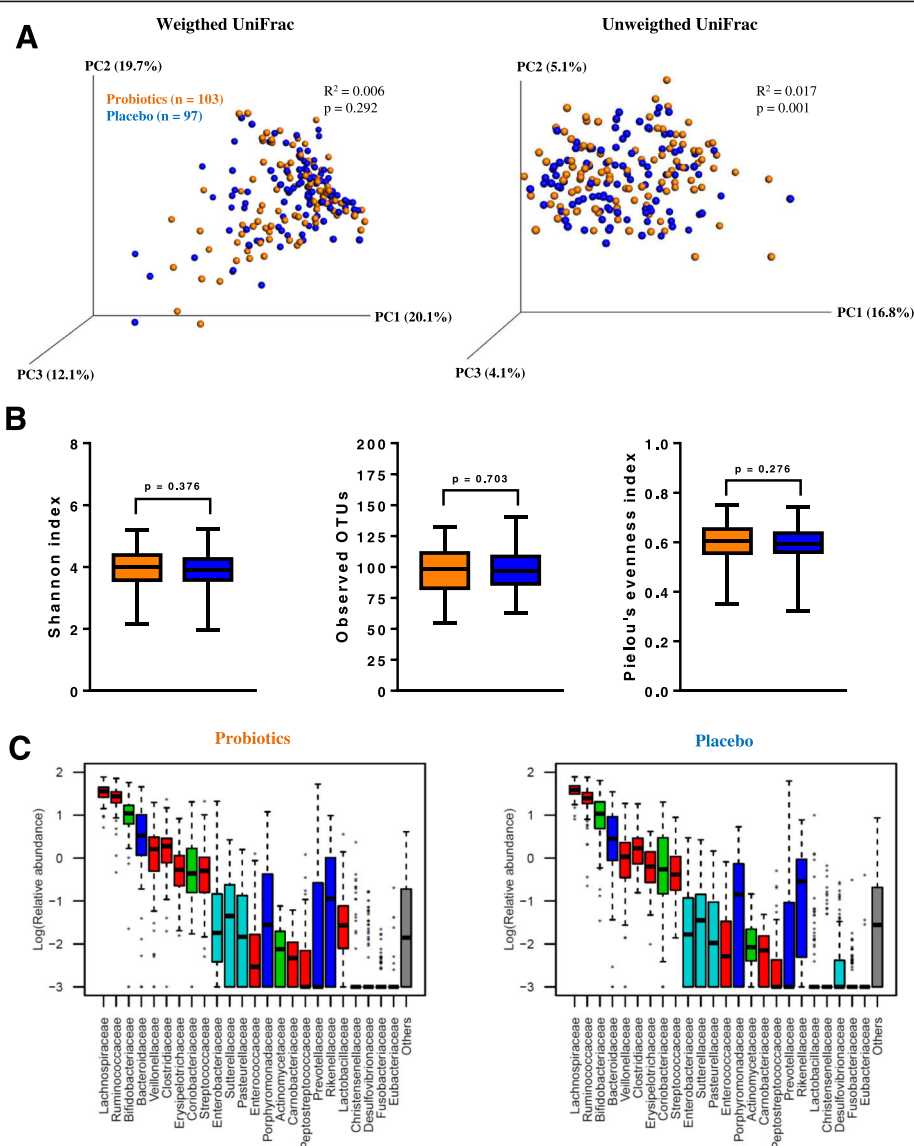 A
Weigthed UniFrac
Unweigthed UniFrac
PC2 (19.7%)
Probiotics (n = 103)
Placebo (n = 97)
R² = 0.006
p = 0.292
PC1 (20.1%)
PC3 (12.1%)
PC2 (5.1%)
R² = 0.017
p = 0.001
PC1 (16.8%)
PC3 (4.1%)
B
Shannon index
8
6
4
2
0
p = 0.376
Observed OTUs
200
175
150
125
100
75
50
25
0
p = 0.703
Pielou's evenness index
1.0
0.8
0.6
0.4
0.2
0.0
p = 0.276
C
Probiotics
Log(Relative abundance)
2
1
0
−1
−2
−3
Lachnospiraceae
Ruminococcaceae
Bifidobacteriaceae
Bacteroidaceae
Veillonellaceae
Clostridiaceae
Erysipelotrichaceae
Coriobacteriaceae
Streptococcaceae
Enterobacteriaceae
Sutterellaceae
Pasteurellaceae
Enterococcaceae
Porphyromonadaceae
Actinomycetaceae
Carnobacteriaceae
Peptostreptococcaceae
Prevotellaceae
Rikenellaceae
Lactobacillaceae
Christensenellaceae
Desulfovibrionaceae
Fusobacteriaceae
Eubacteriaceae
Others
Placebo
Log(Relative abundance)
2
1
0
−1
−2
−3
Lachnospiraceae
Ruminococcaceae
Bifidobacteriaceae
Bacteroidaceae
Veillonellaceae
Clostridiaceae
Erysipelotrichaceae
Coriobacteriaceae
Streptococcaceae
Enterobacteriaceae
Sutterellaceae
Pasteurellaceae
Enterococcaceae
Porphyromonadaceae
Actinomycetaceae
Carnobacteriaceae
Peptostreptococcaceae
Prevotellaceae
Rikenellaceae
Lactobacillaceae
Christensenellaceae
Desulfovibrionaceae
Fusobacteriaceae
Eubacteriaceae
Others